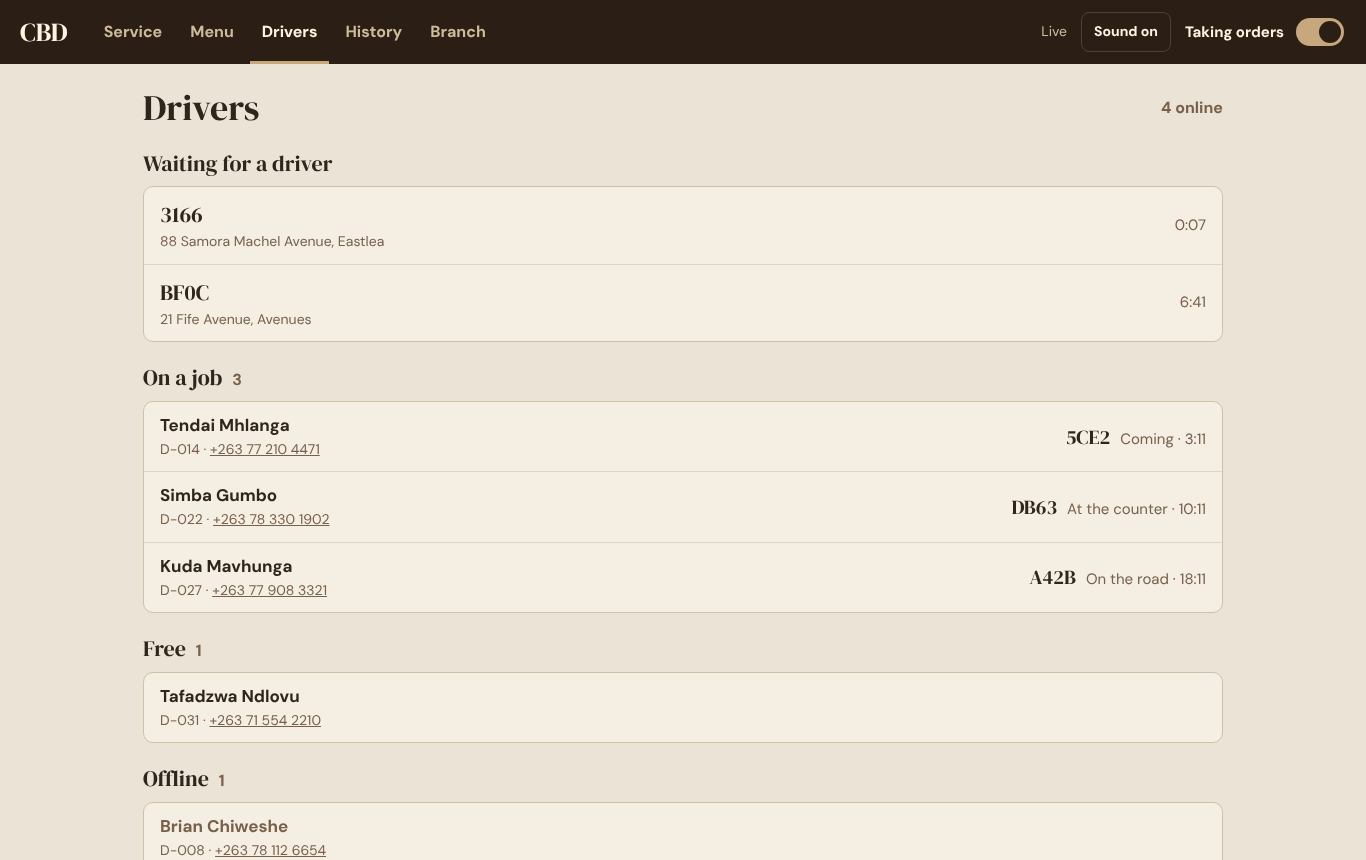 CBD Service Menu Drivers History Branch Live Sound on Taking orders
Drivers 4 online
Waiting for a driver
3166
88 Samora Machel Avenue, Eastlea
0:07
BF0C
21 Fife Avenue, Avenues
6:41
On a job 3
Tendai Mhlanga
D-014 · +263 77 210 4471
5CE2 Coming · 3:11
Simba Gumbo
D-022 · +263 78 330 1902
DB63 At the counter · 10:11
Kuda Mavhunga
D-027 · +263 77 908 3321
A42B On the road · 18:11
Free 1
Tafadzwa Ndlovu
D-031 · +263 71 554 2210
Offline 1
Brian Chiweshe
D-008 · +263 78 112 6654